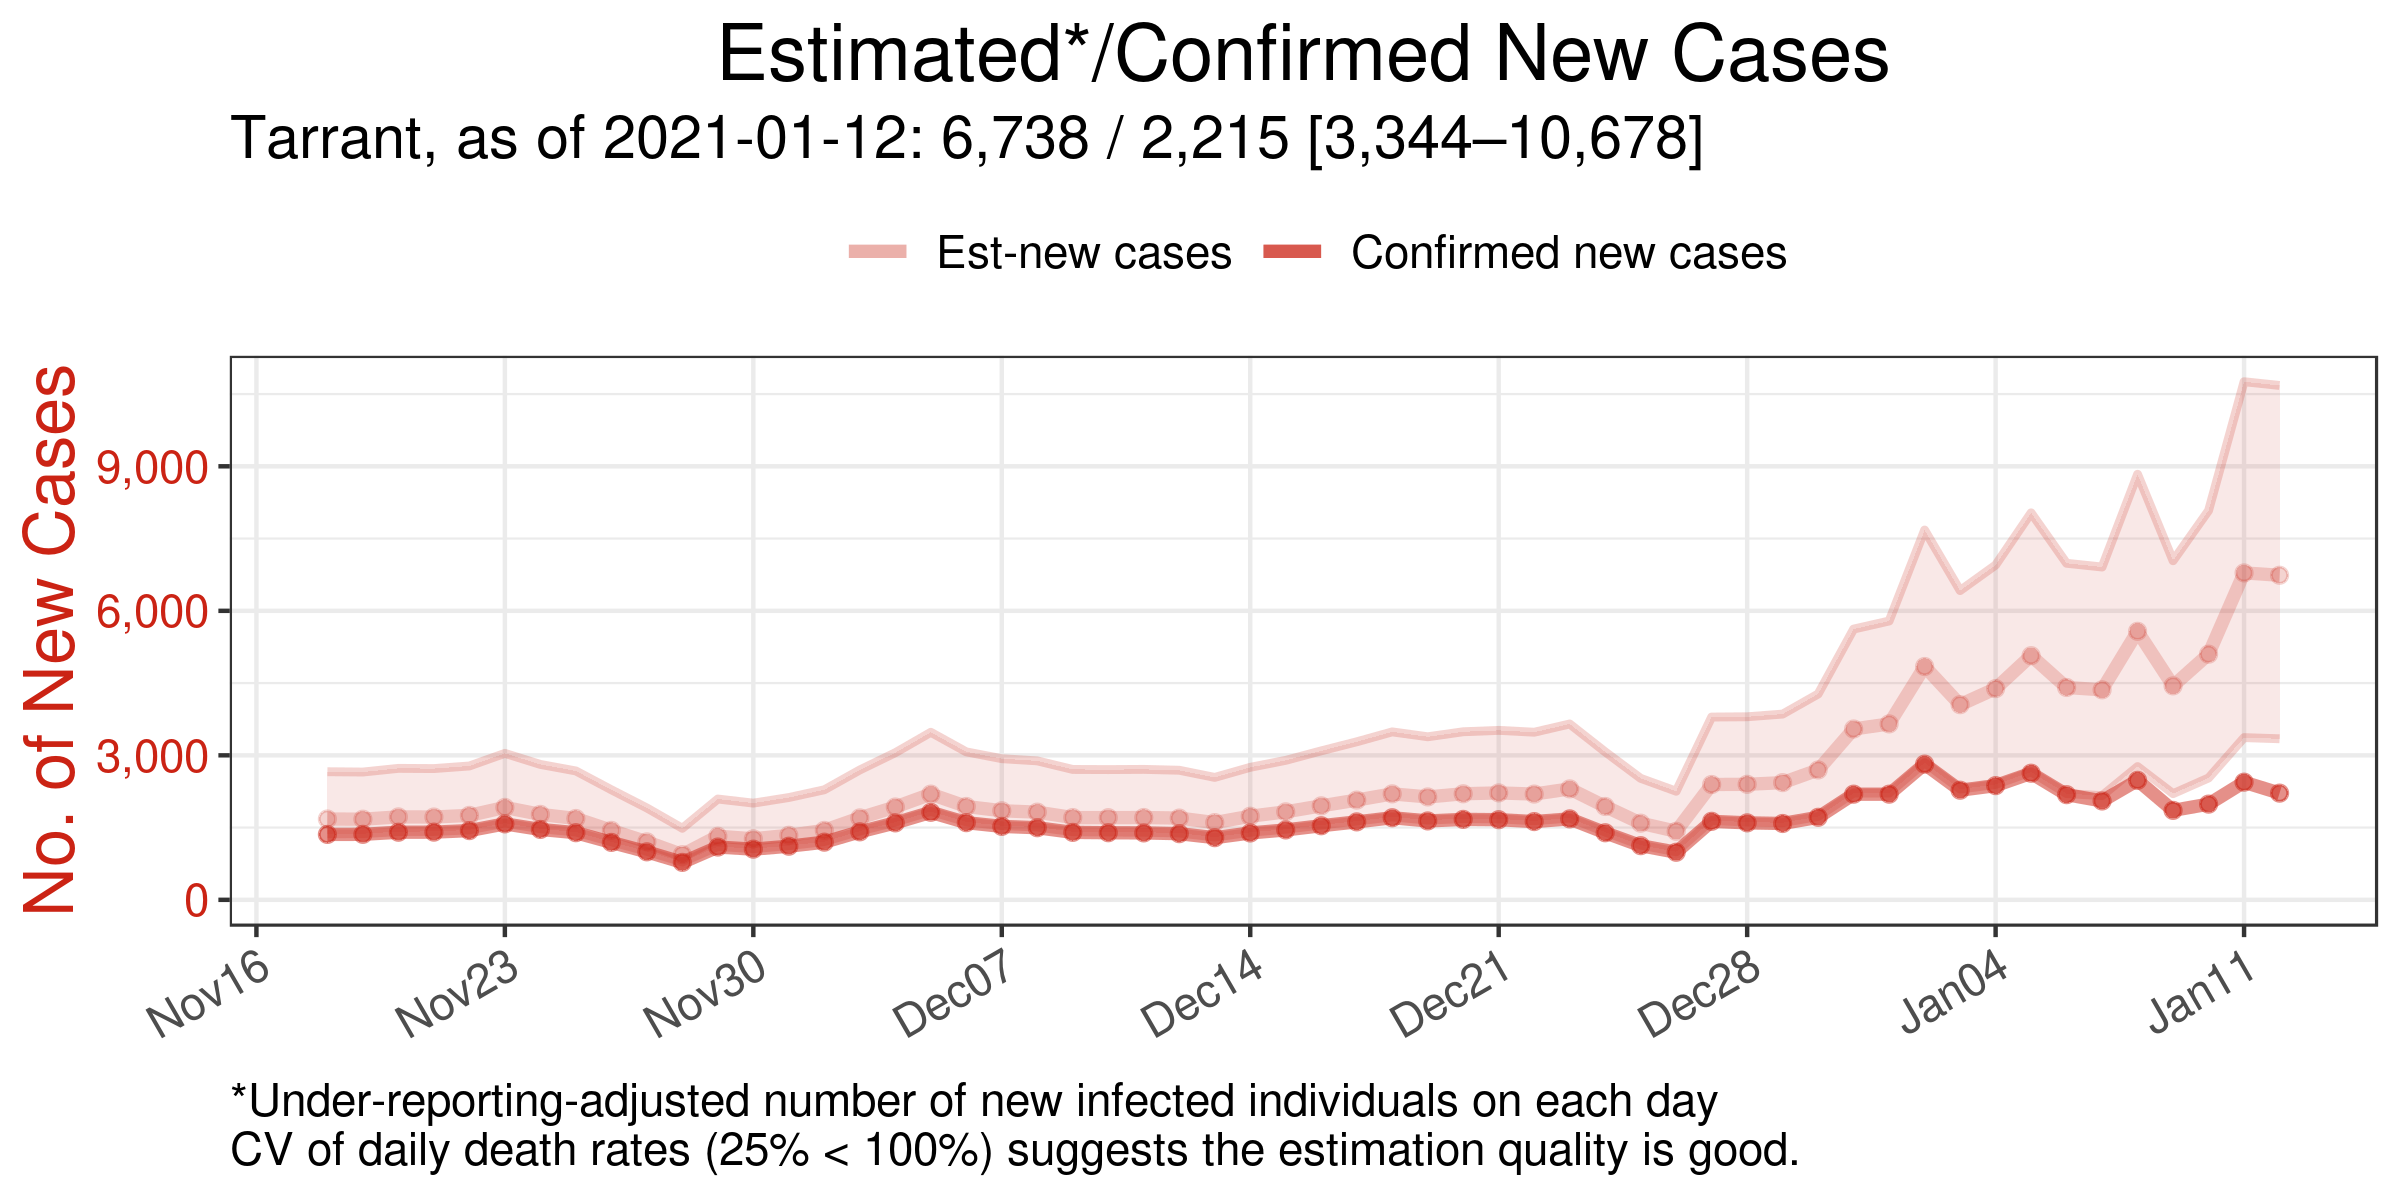 Estimated*/Confirmed New Cases
Tarrant, as of 2021-01-12: 6,738 / 2,215 [3,344–10,678]
Est-new cases
Confirmed new cases
No. of New Cases
9,000
6,000
3,000
0
Nov16
Nov23
Nov30
Dec07
Dec14
Dec21
Dec28
Jan04
Jan11
*Under-reporting-adjusted number of new infected individuals on each day
CV of daily death rates (25% < 100%) suggests the estimation quality is good.